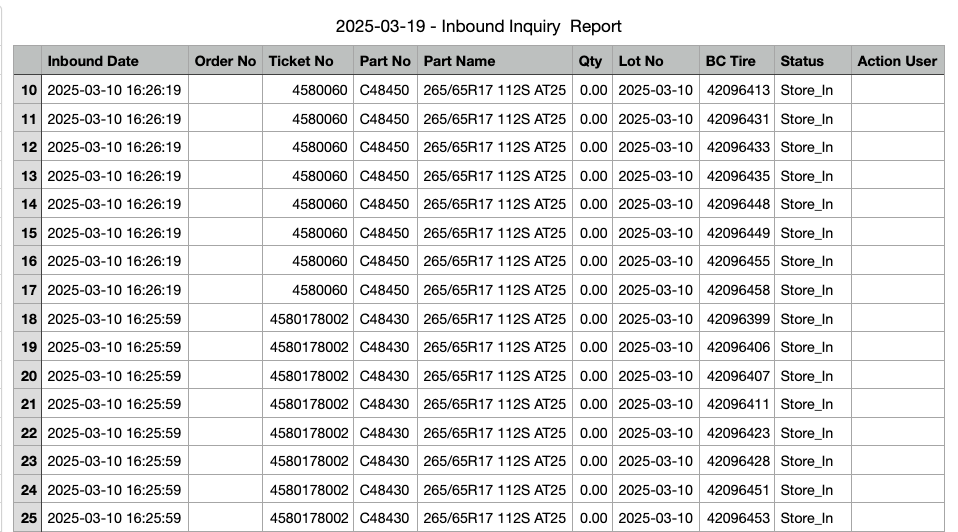 2025-03-19 - Inbound Inquiry Report
Inbound Date Order No Ticket No Part No Part Name Qty Lot No BC Tire Status Action User
10 2025-03-10 16:26:19 4580060 C48450 265/65R17 112S AT25 0.00 2025-03-10 42096413 Store_In
11 2025-03-10 16:26:19 4580060 C48450 265/65R17 112S AT25 0.00 2025-03-10 42096431 Store_In
12 2025-03-10 16:26:19 4580060 C48450 265/65R17 112S AT25 0.00 2025-03-10 42096433 Store_In
13 2025-03-10 16:26:19 4580060 C48450 265/65R17 112S AT25 0.00 2025-03-10 42096435 Store_In
14 2025-03-10 16:26:19 4580060 C48450 265/65R17 112S AT25 0.00 2025-03-10 42096448 Store_In
15 2025-03-10 16:26:19 4580060 C48450 265/65R17 112S AT25 0.00 2025-03-10 42096449 Store_In
16 2025-03-10 16:26:19 4580060 C48450 265/65R17 112S AT25 0.00 2025-03-10 42096455 Store_In
17 2025-03-10 16:26:19 4580060 C48450 265/65R17 112S AT25 0.00 2025-03-10 42096458 Store_In
18 2025-03-10 16:25:59 4580178002 C48430 265/65R17 112S AT25 0.00 2025-03-10 42096399 Store_In
19 2025-03-10 16:25:59 4580178002 C48430 265/65R17 112S AT25 0.00 2025-03-10 42096406 Store_In
20 2025-03-10 16:25:59 4580178002 C48430 265/65R17 112S AT25 0.00 2025-03-10 42096407 Store_In
21 2025-03-10 16:25:59 4580178002 C48430 265/65R17 112S AT25 0.00 2025-03-10 42096411 Store_In
22 2025-03-10 16:25:59 4580178002 C48430 265/65R17 112S AT25 0.00 2025-03-10 42096423 Store_In
23 2025-03-10 16:25:59 4580178002 C48430 265/65R17 112S AT25 0.00 2025-03-10 42096428 Store_In
24 2025-03-10 16:25:59 4580178002 C48430 265/65R17 112S AT25 0.00 2025-03-10 42096451 Store_In
25 2025-03-10 16:25:59 4580178002 C48430 265/65R17 112S AT25 0.00 2025-03-10 42096453 Store_In